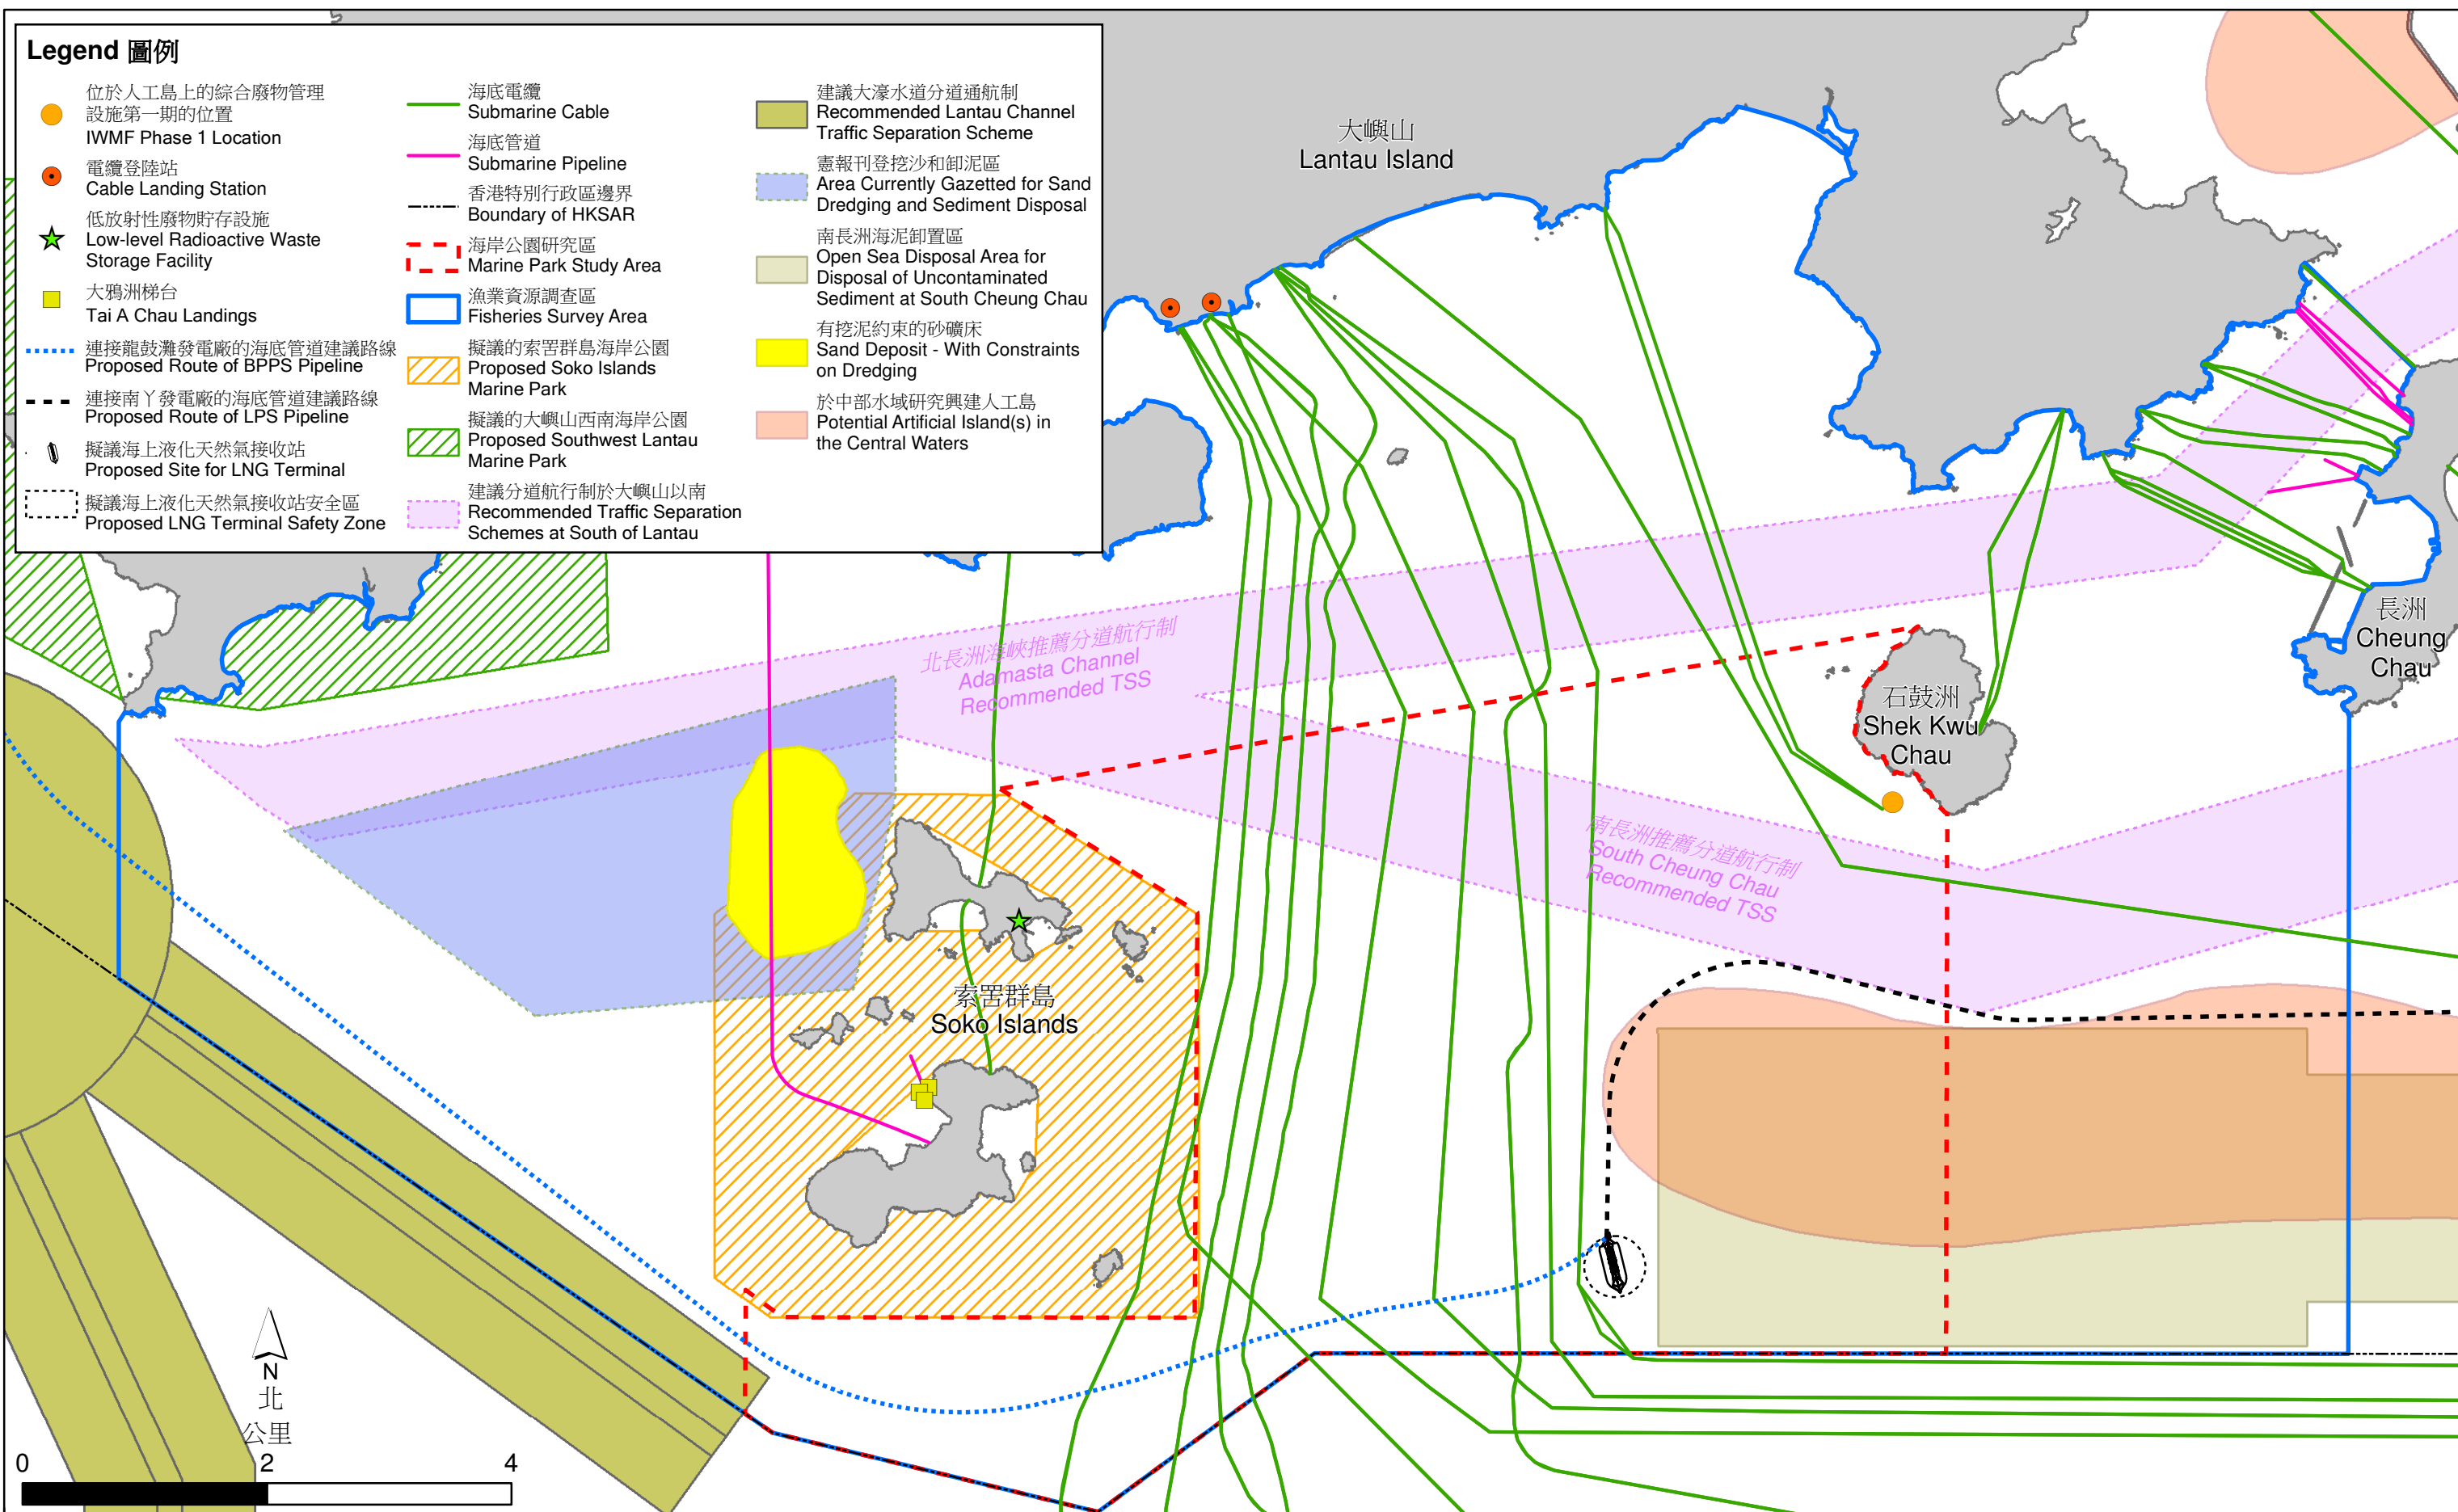 Legend 圖例
位於人工島上的綜合廢物管理
設施第一期的位置
IWMF Phase 1 Location
電纜登陸站
Cable Landing Station
低放射性廢物貯存設施
Low-level Radioactive Waste
Storage Facility
大鴉洲梯台
Tai A Chau Landings
連接龍鼓灘發電廠的海底管道建議路線
Proposed Route of BPPS Pipeline
連接南丫發電廠的海底管道建議路線
Proposed Route of LPS Pipeline
擬議海上液化天然氣接收站
Proposed Site for LNG Terminal
擬議海上液化天然氣接收站安全區
Proposed LNG Terminal Safety Zone
海底電纜
Submarine Cable
海底管道
Submarine Pipeline
香港特別行政區邊界
Boundary of HKSAR
海岸公園研究區
Marine Park Study Area
漁業資源調查區
Fisheries Survey Area
擬議的索罟群島海岸公園
Proposed Soko Islands
Marine Park
擬議的大嶼山西南海岸公園
Proposed Southwest Lantau
Marine Park
建議分道航行制於大嶼山以南
Recommended Traffic Separation
Schemes at South of Lantau
建議大濠水道分道通航制
Recommended Lantau Channel
Traffic Separation Scheme
憲報刊登挖沙和卸泥區
Area Currently Gazetted for Sand
Dredging and Sediment Disposal
南長洲海泥卸置區
Open Sea Disposal Area for
Disposal of Uncontaminated
Sediment at South Cheung Chau
有挖泥約束的砂礦床
Sand Deposit - With Constraints
on Dredging
於中部水域研究興建人工島
Potential Artificial Island(s) in
the Central Waters
大嶼山
Lantau Island
北長洲海峽推薦分道航行制
Adamasta Channel
Recommended TSS
石鼓洲
Shek Kwu
Chau
長洲
Cheung
Chau
南長洲推薦分道航行制
South Cheung Chau
Recommended TSS
索罟群島
Soko Islands
N
北
公里
0 2 4